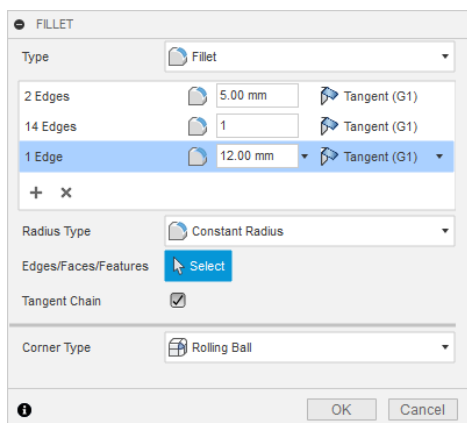 FILLET
Type Fillet
2 Edges 5.00 mm Tangent (G1)
14 Edges 1 Tangent (G1)
1 Edge 12.00 mm Tangent (G1)
Radius Type Constant Radius
Edges/Faces/Features Select
Tangent Chain
Corner Type Rolling Ball
OK Cancel